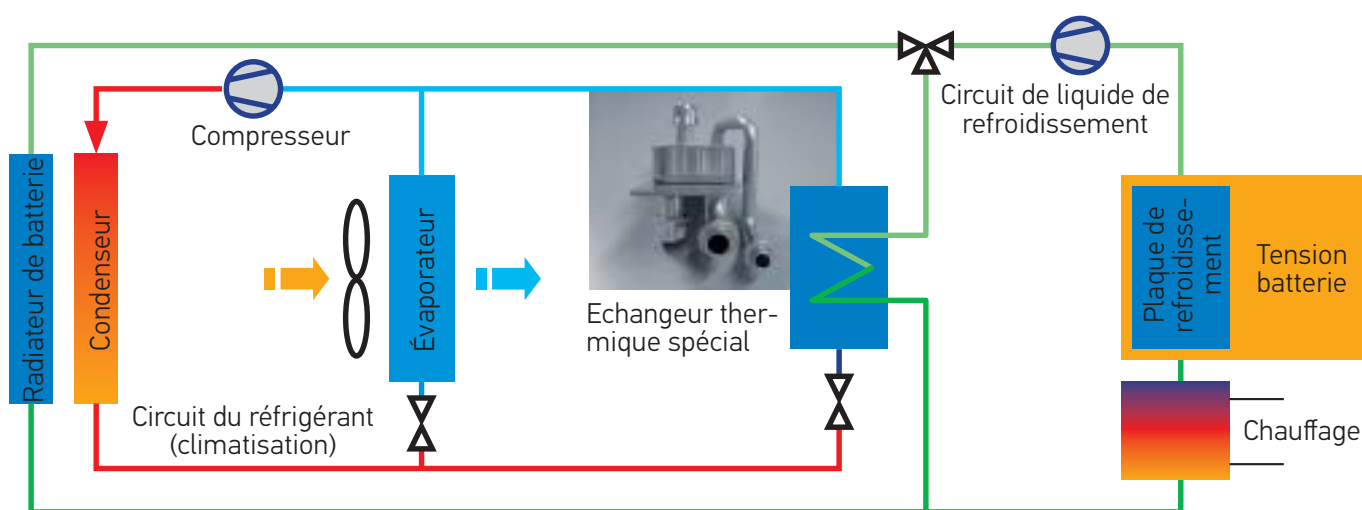 Circuit de liquide de
refroidissement
Compresseur
Radiateur de batterie
Condenseur
Évaporateur
Plaque de
refroidisse-
ment
Tension
batterie
Echangeur ther-
mique spécial
Circuit du réfrigérant
(climatisation)
Chauffage